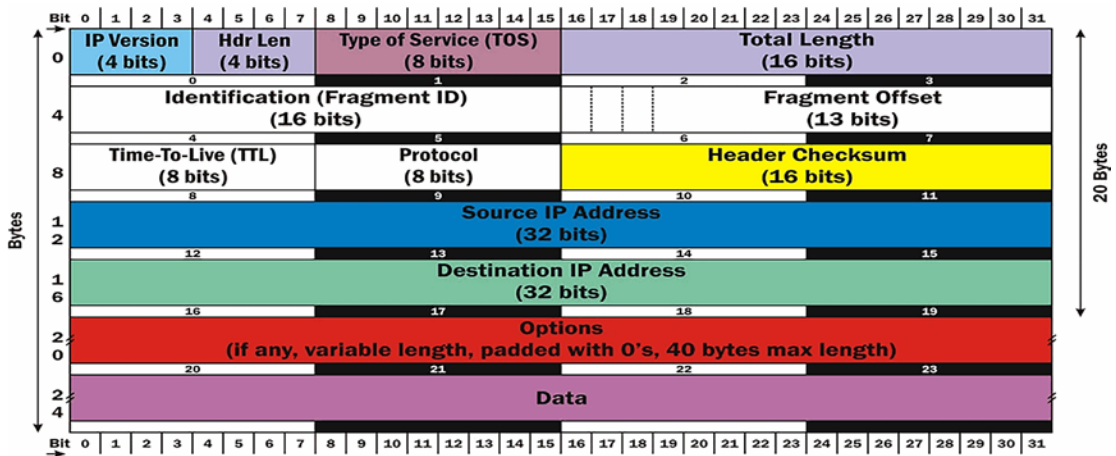 Bit 0 1 2 3 4 5 6 7 8 9 10 11 12 13 14 15 16 17 18 19 20 21 22 23 24 25 26 27 28 29 30 31
0 IP Version Hdr Len Type of Service (TOS) Total Length
(4 bits) (4 bits) (8 bits) (16 bits)
0 1 2 3
4 Identification (Fragment ID) Fragment Offset
(16 bits) (13 bits)
4 5 6 7
8 Time-To-Live (TTL) Protocol Header Checksum
(8 bits) (8 bits) (16 bits)
8 9 10 11
12 Source IP Address
(32 bits)
12 13 14 15
16 Destination IP Address
(32 bits)
16 17 18 19
20 Options
(if any, variable length, padded with 0's, 40 bytes max length)
20 21 22 23
24 Data
Bit 0 1 2 3 4 5 6 7 8 9 10 11 12 13 14 15 16 17 18 19 20 21 22 23 24 25 26 27 28 29 30 31
Bytes
20 Bytes